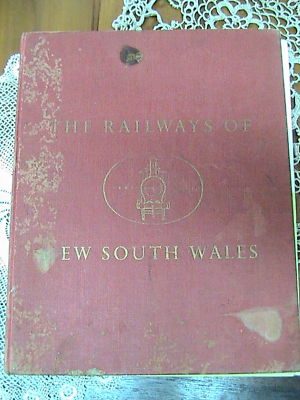 THE RAILWAYS OF
EW SOUTH WALES